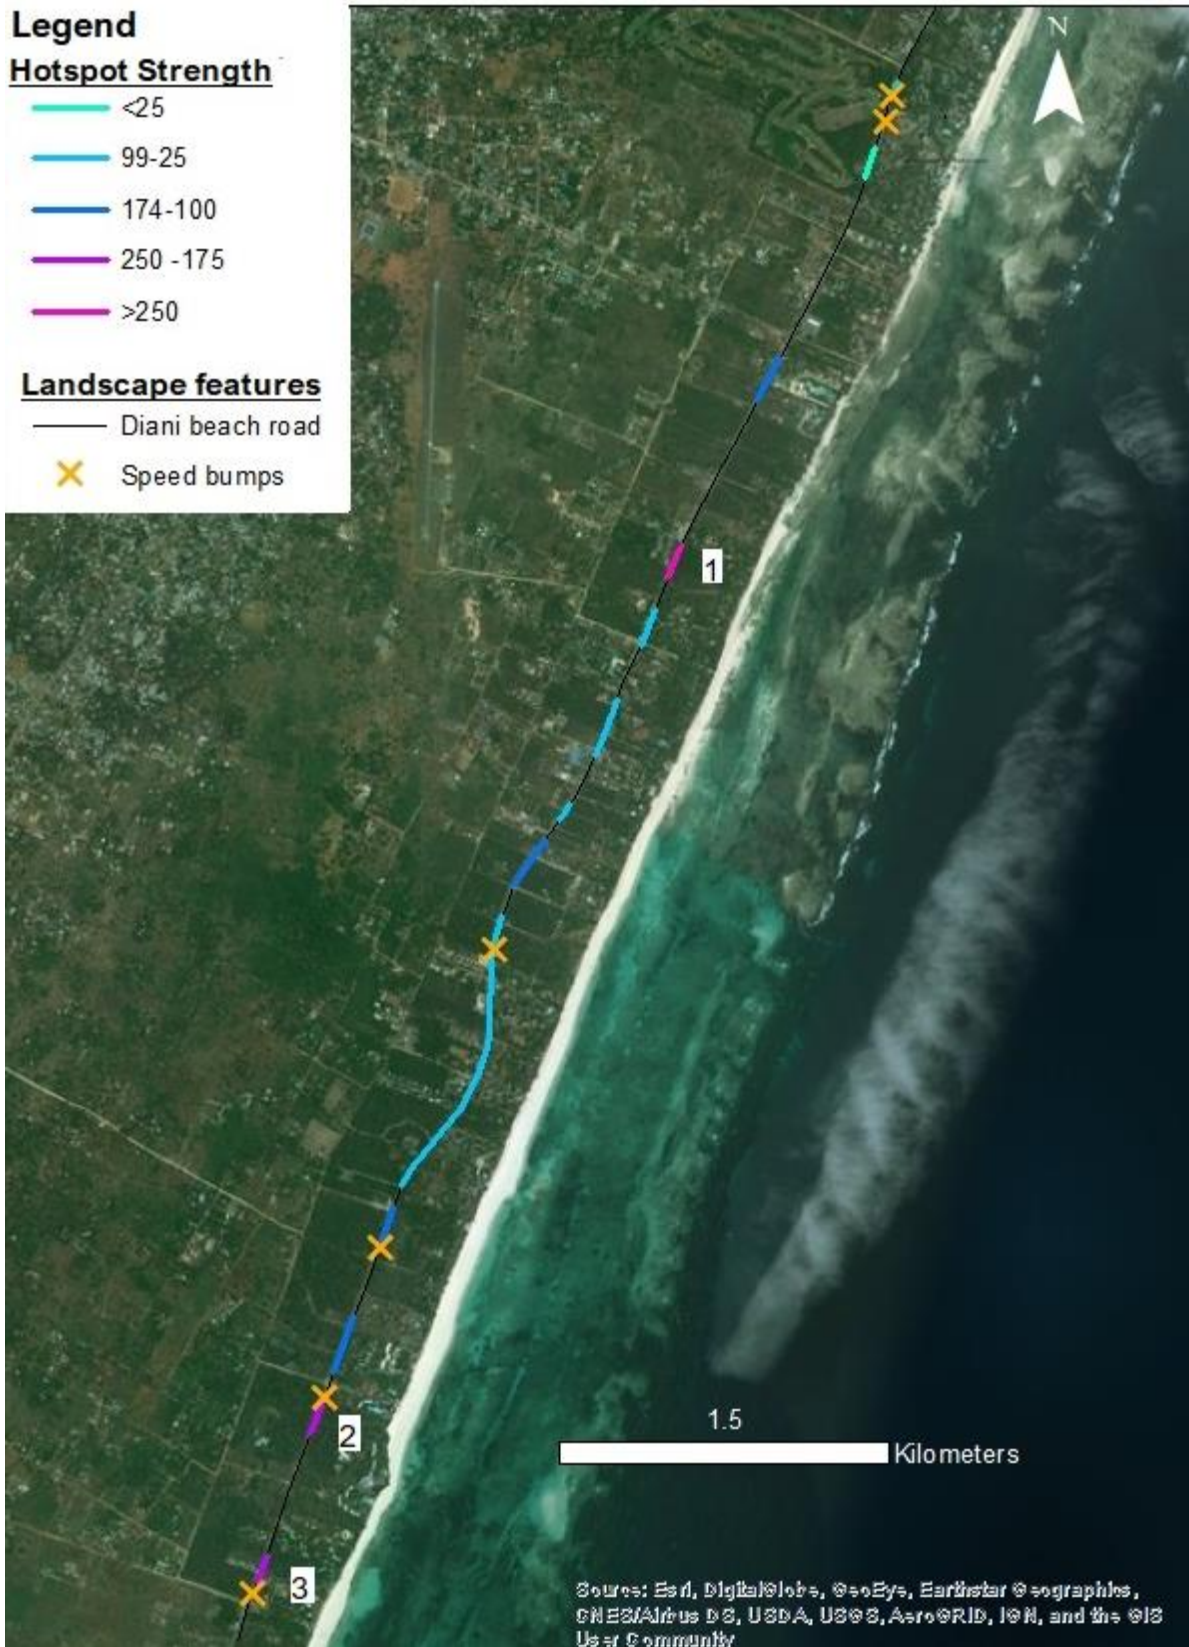 Legend
Hotspot Strength
<25
99-25
174-100
250 -175
>250
Landscape features
Diani beach road
Speed bumps
N
1
2
3
1.5
Kilometers
Source: Esri, DigitalGlobe, GeoEye, Earthstar Geographics,
CNES/Airbus DS, USDA, USGS, AeroGRID, IGN, and the GIS
User Community